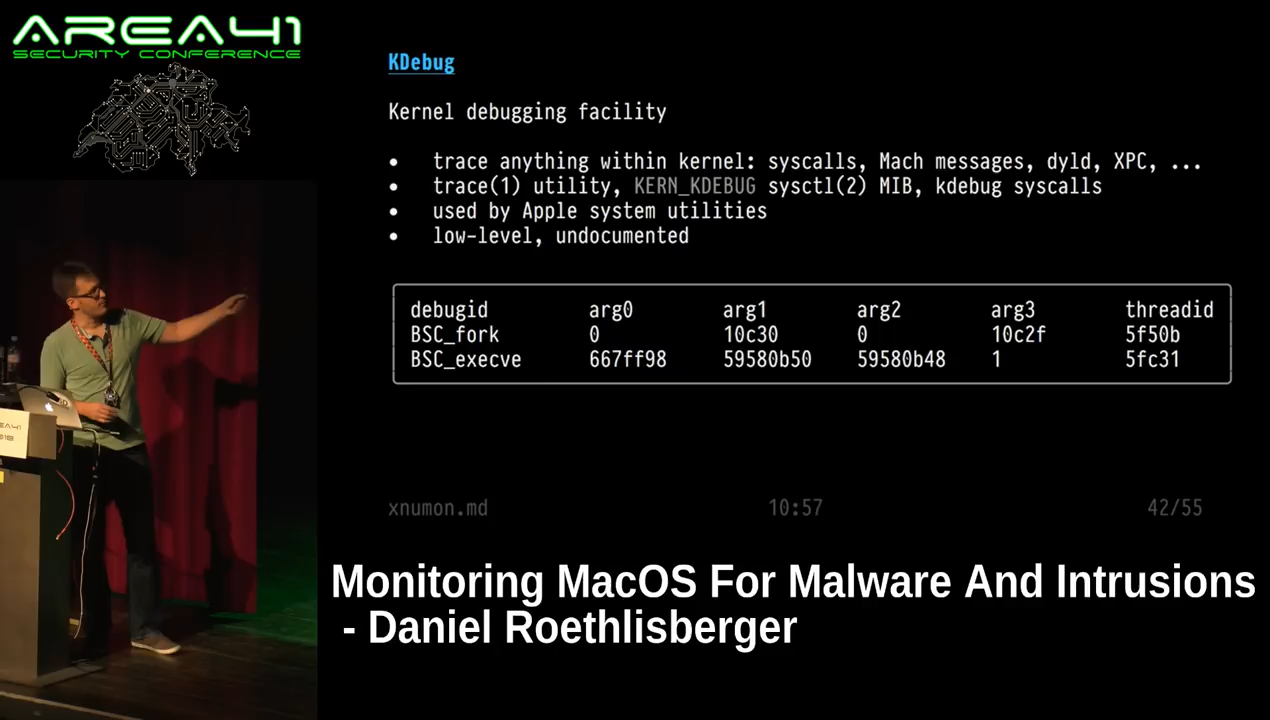 AREA41
SECURITY CONFERENCE
KDebug
Kernel debugging facility
• trace anything within kernel: syscalls, Mach messages, dyld, XPC, ...
• trace(1) utility, KERN_KDEBUG sysctl(2) MIB, kdebug syscalls
• used by Apple system utilities
• low-level, undocumented
debugid arg0 arg1 arg2 arg3 threadid
BSC_fork 0 10c30 0 10c2f 5f50b
BSC_execve 667ff98 59580b50 59580b48 1 5fc31
xnumon.md 10:57 42/55
Monitoring MacOS For Malware And Intrusions
- Daniel Roethlisberger